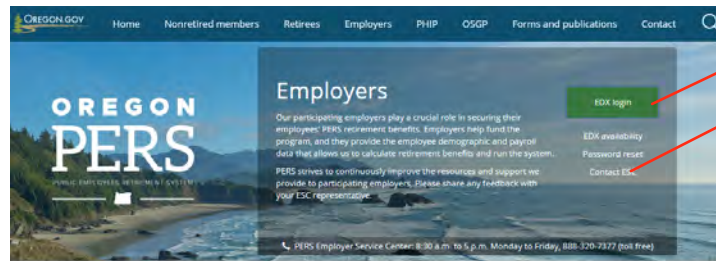 OREGON.GOV
Home Nonretired members Retirees Employers PHIP OSGP Forms and publications Contact
OREGON
PERS
PUBLIC EMPLOYEES RETIREMENT SYSTEM
Employers
Our participating employers play a crucial role in securing their
employees' PERS retirement benefits. Employers help fund the
program, and they provide the employee demographic and payroll
data that allows us to calculate retirement benefits and run the system.
PERS strives to continuously improve the resources and support we
provide to participating employers. Please share any feedback with
your ESC representative.
EDX login
EDX availability
Password reset
Contact ESC
PERS Employer Service Center: 8:30 a.m. to 5 p.m. Monday to Friday, 888-320-7377 (toll free)